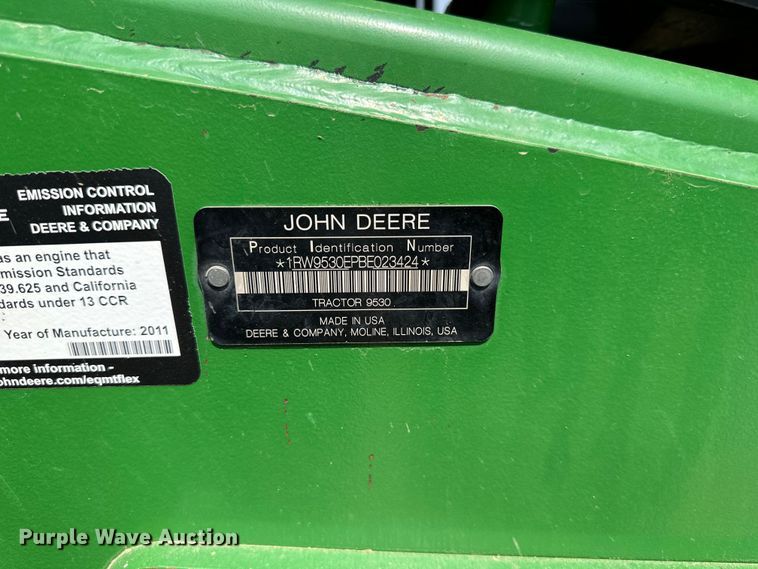 E
EMISSION CONTROL
INFORMATION
DEERE & COMPANY
as an engine that
mission Standards
39.625 and California
dards under 13 CCR
Year of Manufacture: 2011
more information -
ohndeere.com/eqmtflex
JOHN DEERE
Product Identification Number
*1RW9530EPBE023424*
TRACTOR 9530
MADE IN USA
DEERE & COMPANY, MOLINE, ILLINOIS, USA
Purple Wave Auction®